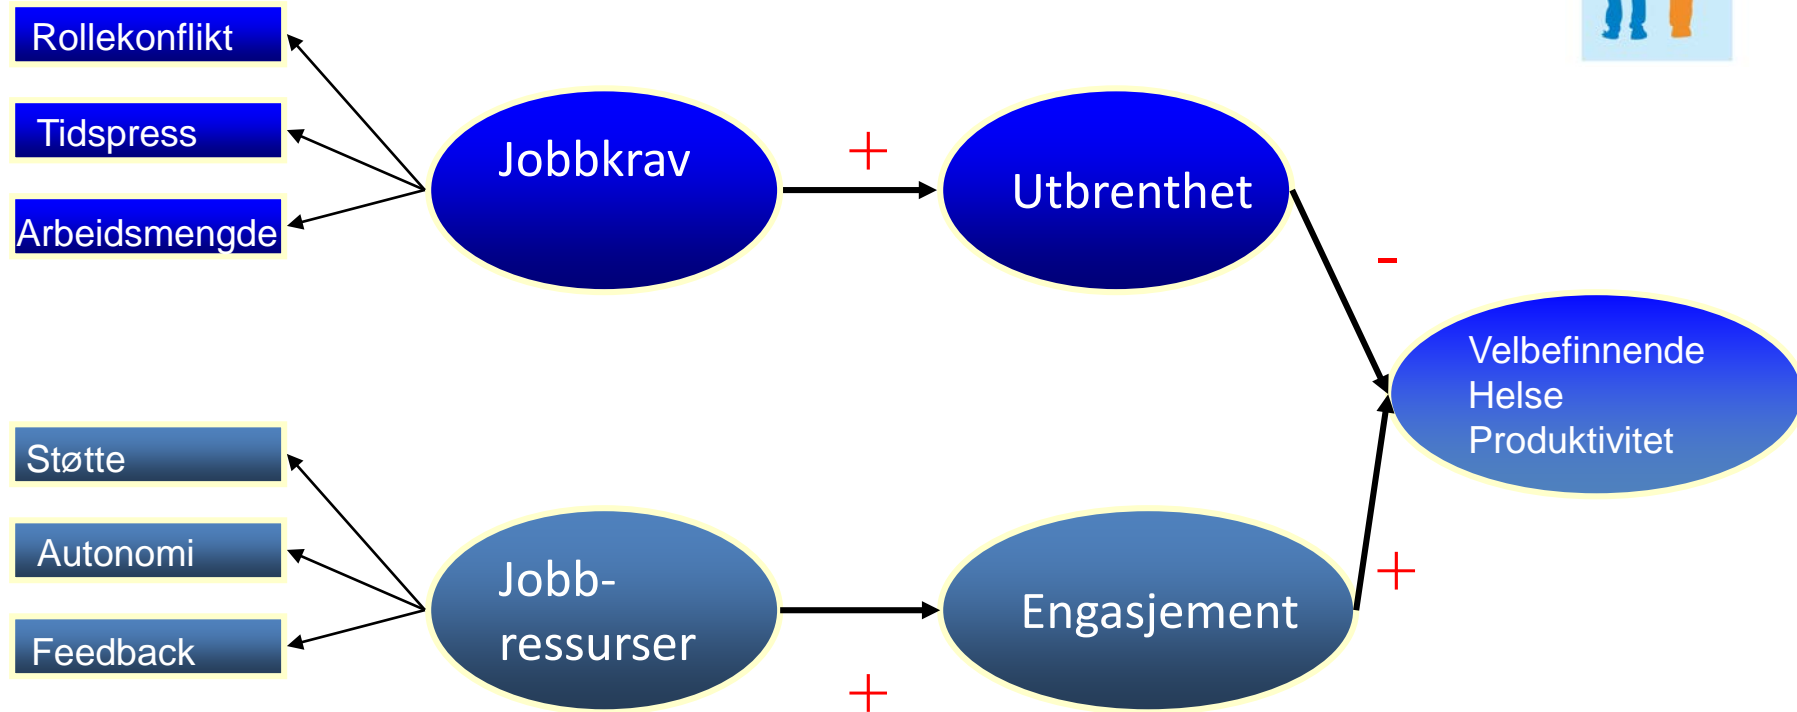 Rollekonflikt
Tidspress
Arbeidsmengde
Jobbkrav
+
Utbrenthet
-
Velbefinnende
Helse
Produktivitet
Støtte
Autonomi
Feedback
Jobb-
ressurser
+
Engasjement
+